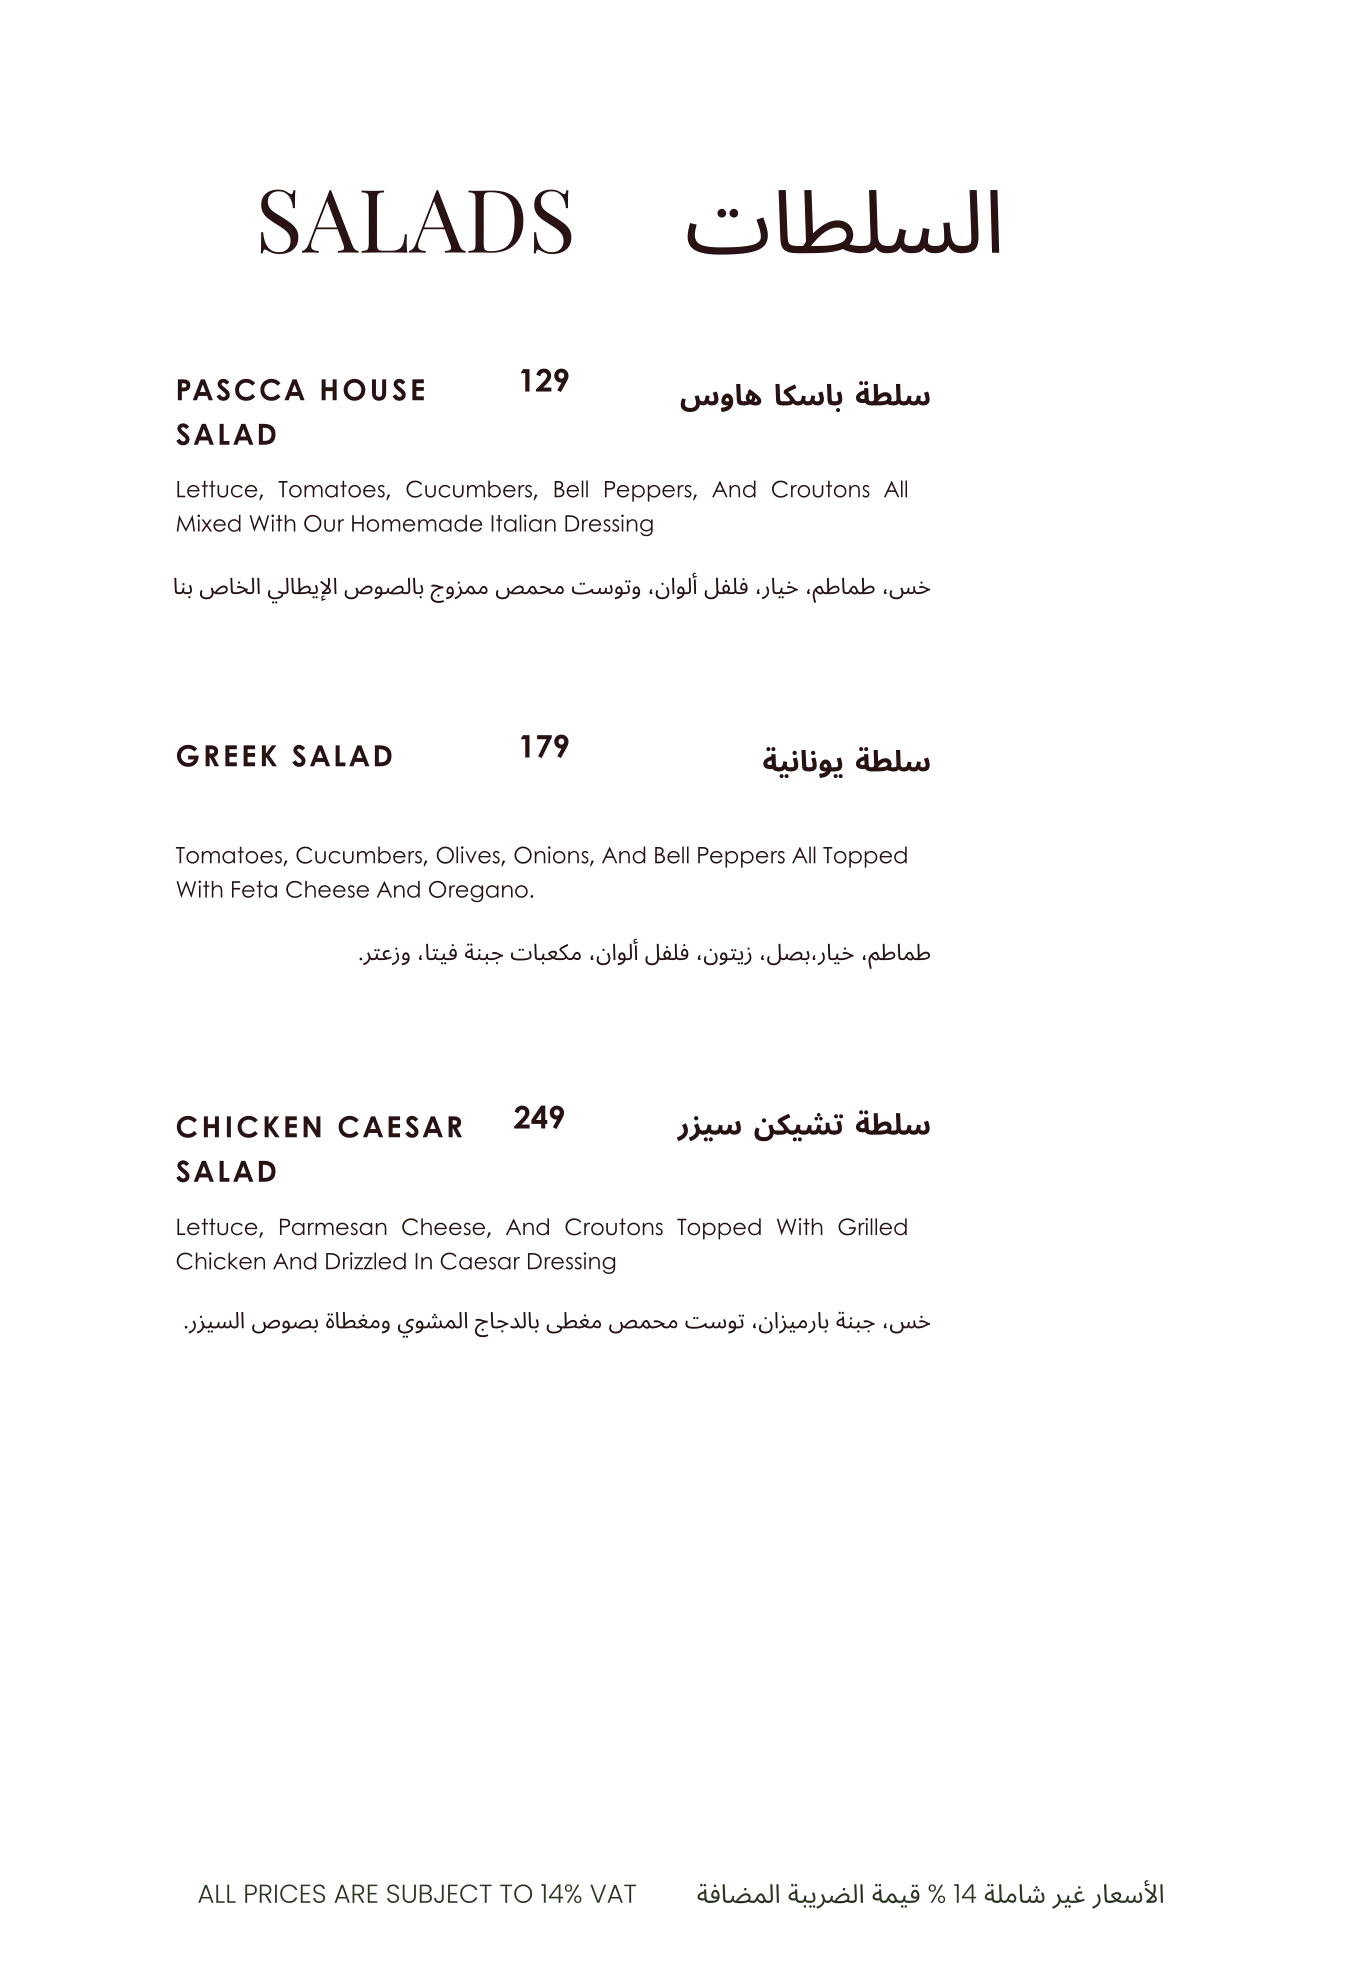 SALADS السلطات
PASCCA HOUSE 129 سلطة باسكا هاوس
SALAD
Lettuce, Tomatoes, Cucumbers, Bell Peppers, And Croutons All
Mixed With Our Homemade Italian Dressing
خس، طماطم، خيار، فلفل ألوان، وتوست محمص ممزوج بالصوص الإيطالي الخاص بنا
GREEK SALAD 179 سلطة يونانية
Tomatoes, Cucumbers, Olives, Onions, And Bell Peppers All Topped
With Feta Cheese And Oregano.
طماطم، خيار،بصل، زيتون، فلفل ألوان، مكعبات جبنة فيتا، وزعتر.
CHICKEN CAESAR 249 سلطة تشيكن سيزر
SALAD
Lettuce, Parmesan Cheese, And Croutons Topped With Grilled
Chicken And Drizzled In Caesar Dressing
خس، جبنة بارميزان، توست محمص مغطى بالدجاج المشوي ومغطاة بصوص السيزر.
ALL PRICES ARE SUBJECT TO 14% VAT الأسعار غير شاملة 14 % قيمة الضريبة المضافة